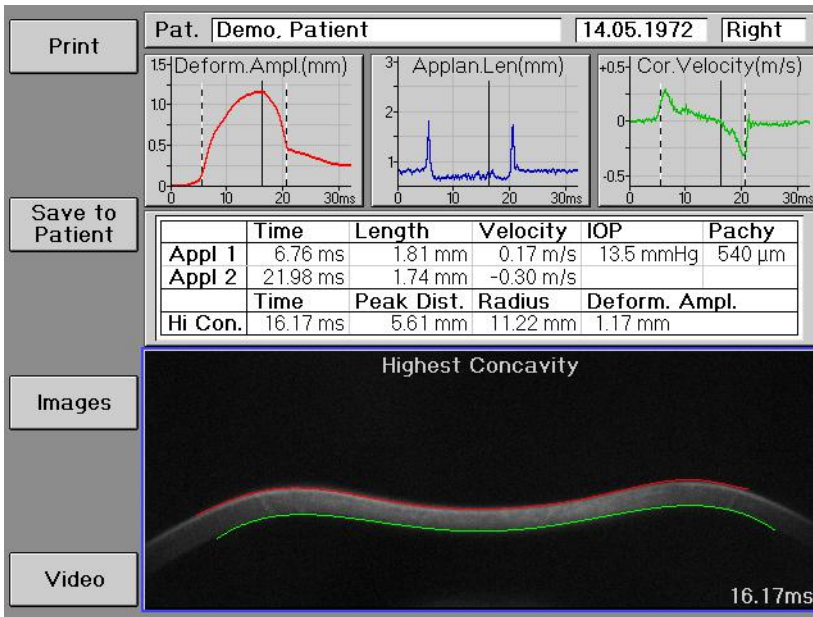 Print
Pat. Demo, Patient 14.05.1972 Right
Deform.Ampl.(mm)
1.5
1.0
0.5
0
0 10 20 30ms
Applan.Len(mm)
3
2
1
0 10 20 30ms
Cor.Velocity(m/s)
+0.5
0
-0.5
0 10 20 30ms
Save to
Patient
Time Length Velocity IOP Pachy
Appl 1 6.76 ms 1.81 mm 0.17 m/s 13.5 mmHg 540 µm
Appl 2 21.98 ms 1.74 mm -0.30 m/s
Time Peak Dist. Radius Deform. Ampl.
Hi Con. 16.17 ms 5.61 mm 11.22 mm 1.17 mm
Highest Concavity
Images
Video
16.17ms